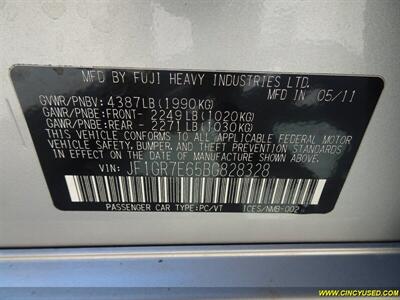 MFD BY FUJI HEAVY INDUSTRIES LTD.
MFD IN 05/11
GVWR/PNBV: 4387LB(1990KG)
GAWR/PNBE:FRONT- 2249LB(1020KG)
GAWR/PNBE:REAR- 2271LB(1030KG)
THIS VEHICLE CONFORMS TO ALL APPLICABLE FEDERAL MOTOR
VEHICLE SAFETY, BUMPER, AND THEFT PREVENTION STANDARDS
IN EFFECT ON THE DATE OF MANUFACTURE SHOWN ABOVE.
VIN: JF1GR7E65BG828328
PASSENGER CAR TYPE:PC/VT ICES/NMB-002
WWW.CINCYUSED.COM